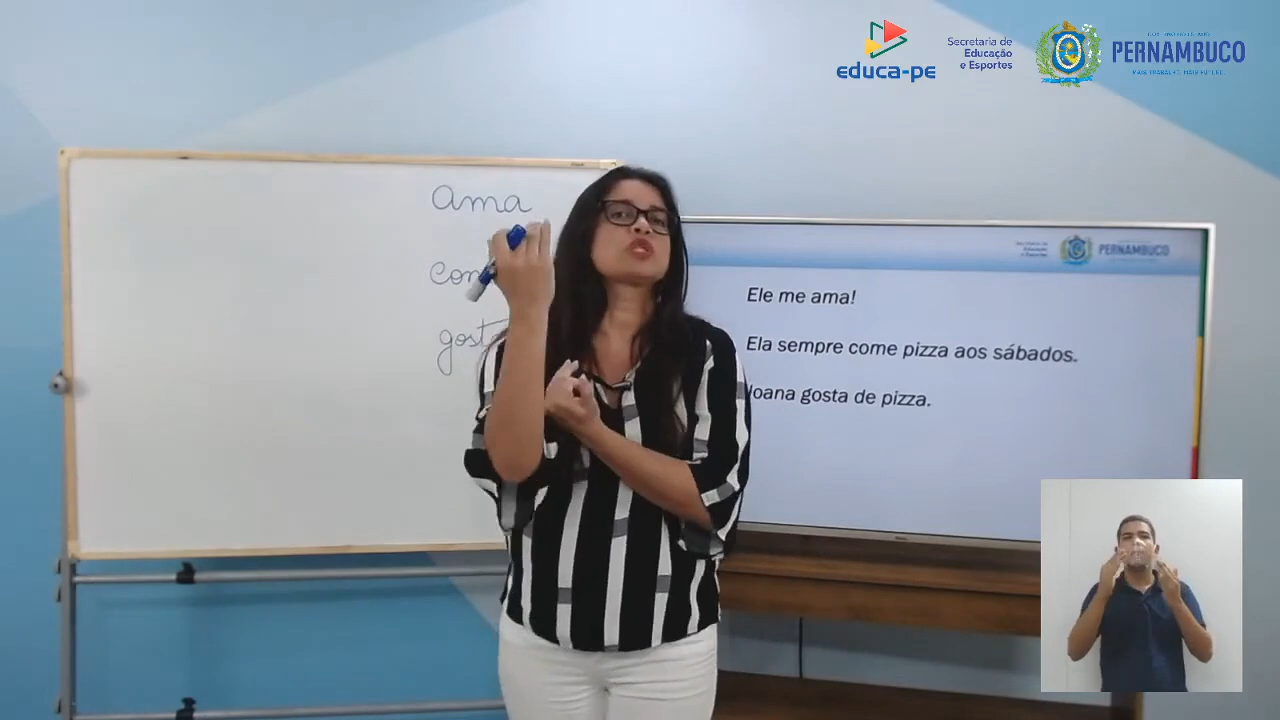 educa-pe
Secretaria de
Educação
e Esportes
PERNAMBUCO
Ama
gost
PERNAMBUCO
Ele me ama!
Ela sempre come pizza aos sábados.
Joana gosta de pizza.